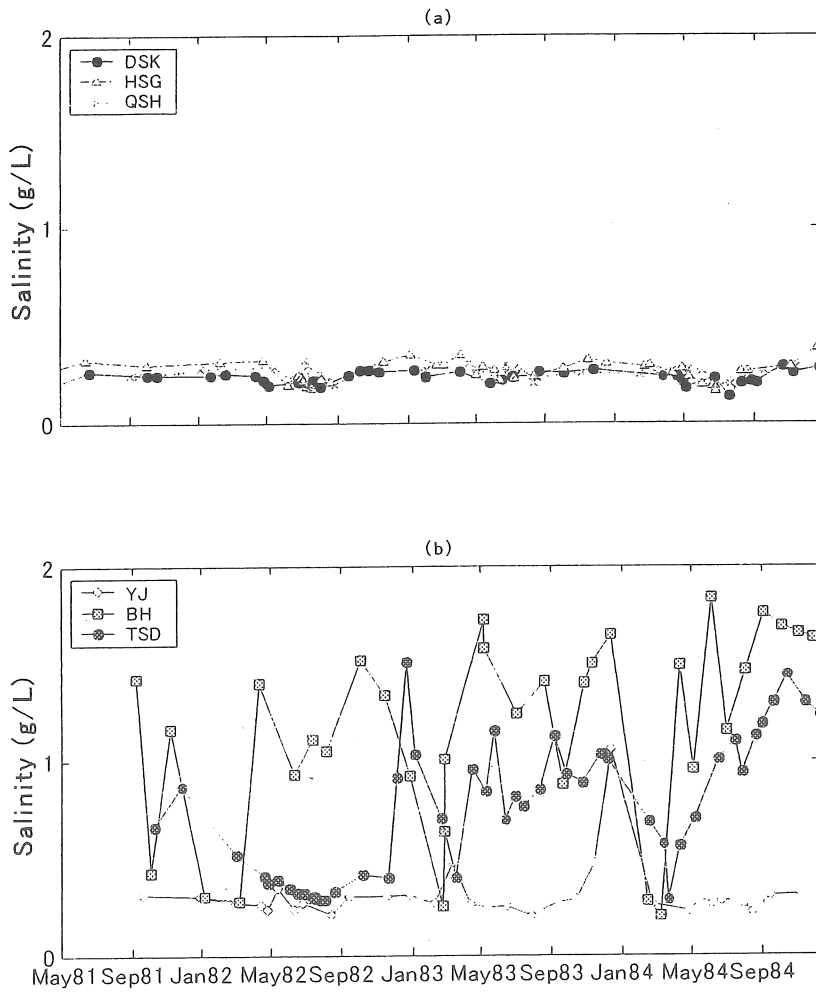 (a)
2
DSK
HSG
QSH
1
0
Salinity (g/L)
(b)
2
YJ
BH
TSD
1
0
Salinity (g/L)
May81 Sep81 Jan82 May82 Sep82 Jan83 May83 Sep83 Jan84 May84 Sep84